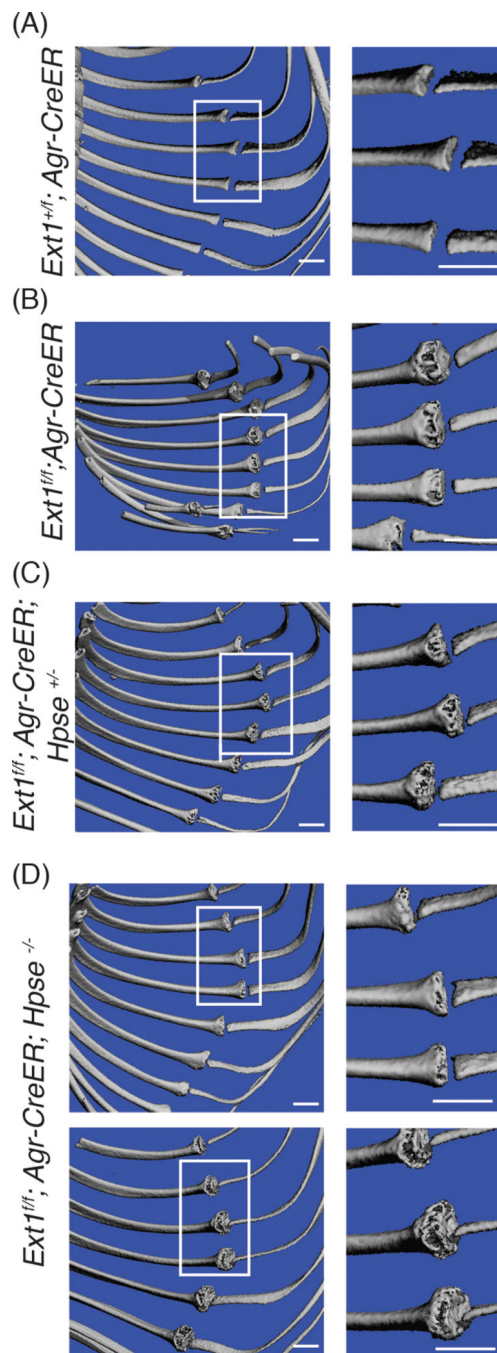 (A)
Ext1+/f; Agr-CreER
(B)
Ext1f/f;Agr-CreER
(C)
Ext1f/f; Agr-CreER;
Hpse +/-
(D)
Ext1f/f; Agr-CreER; Hpse -/-